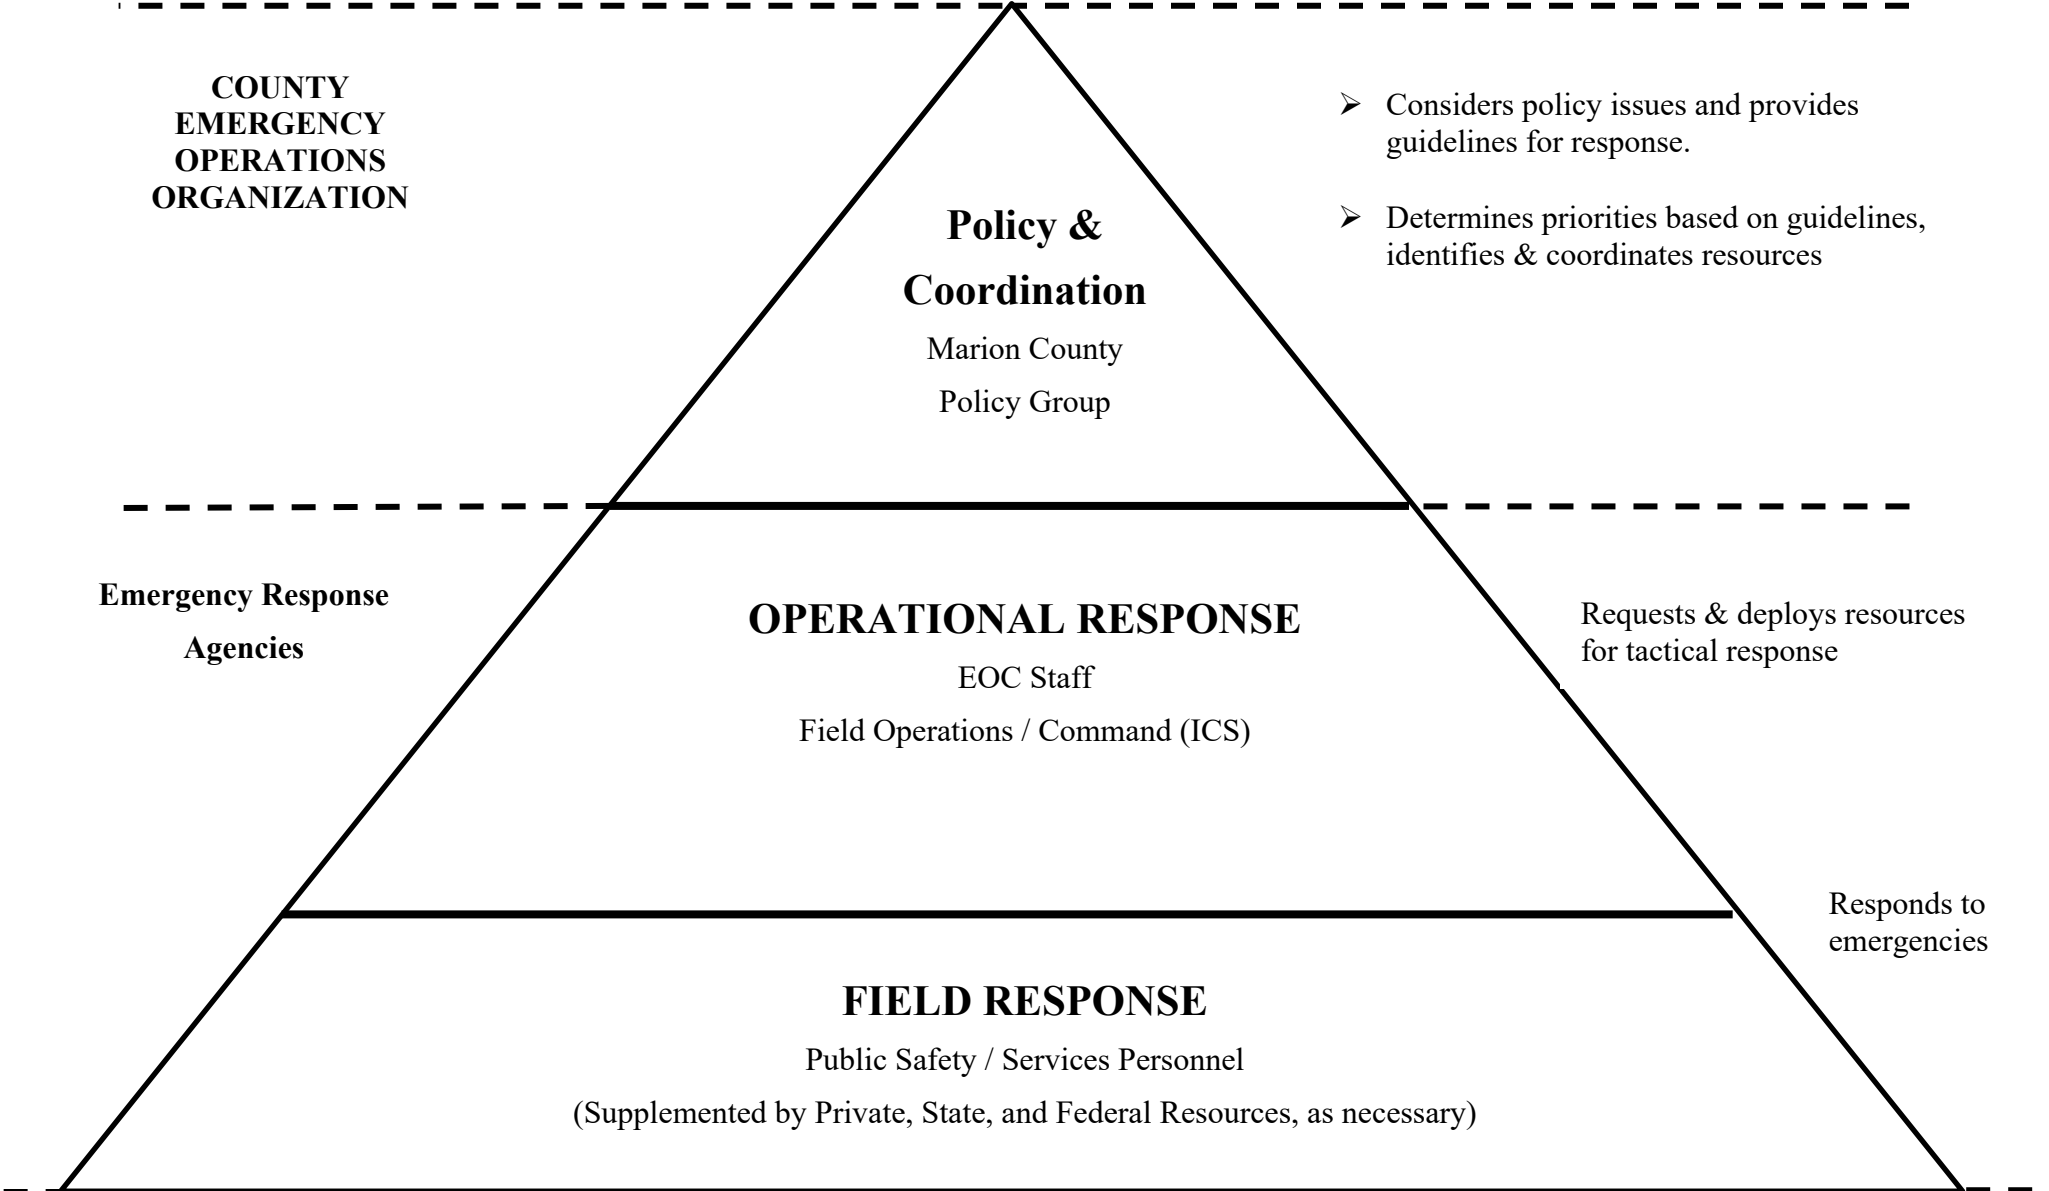 COUNTY
EMERGENCY
OPERATIONS
ORGANIZATION
Policy &
Coordination
Marion County
Policy Group
➢ Considers policy issues and provides
guidelines for response.
➢ Determines priorities based on guidelines,
identifies & coordinates resources
Emergency Response
Agencies
OPERATIONAL RESPONSE
EOC Staff
Field Operations / Command (ICS)
Requests & deploys resources
for tactical response
Responds to
emergencies
FIELD RESPONSE
Public Safety / Services Personnel
(Supplemented by Private, State, and Federal Resources, as necessary)